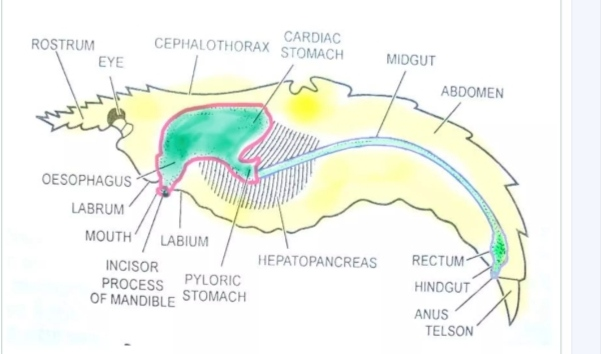 ROSTRUM
EYE
CEPHALOTHORAX
CARDIAC
STOMACH
MIDGUT
ABDOMEN
OESOPHAGUS
LABRUM
MOUTH
LABIUM
INCISOR
PROCESS
OF MANDIBLE
PYLORIC
STOMACH
HEPATOPANCREAS
RECTUM
HINDGUT
ANUS
TELSON